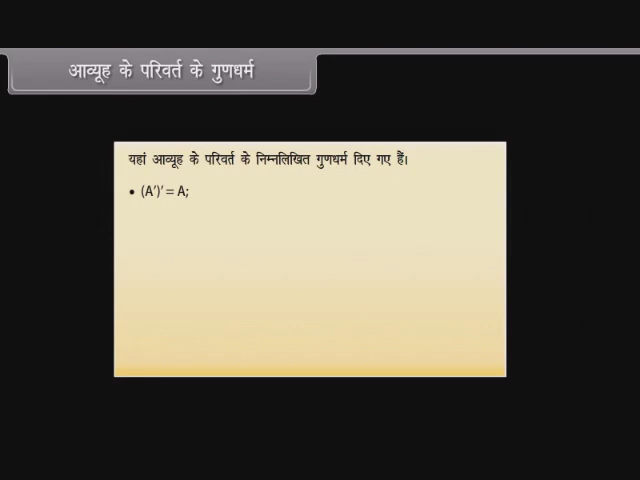 आव्यूह के परिवर्त के गुणधर्म
यहां आव्यूह के परिवर्त के निम्नलिखित गुणधर्म दिए गए हैं।
• (A′)′ = A;